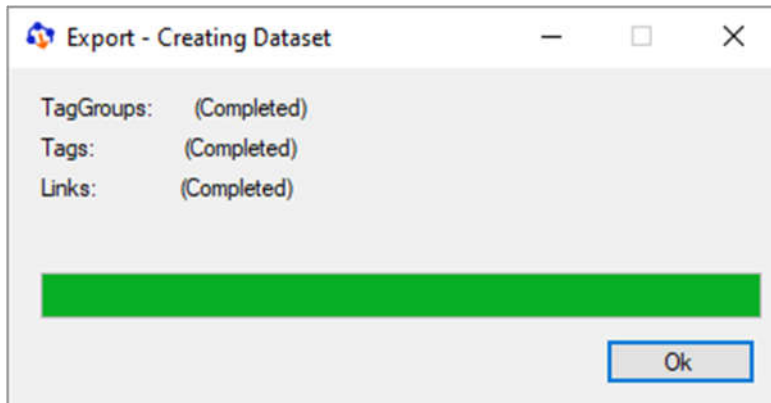 Export - Creating Dataset
TagGroups: (Completed)
Tags: (Completed)
Links: (Completed)
Ok